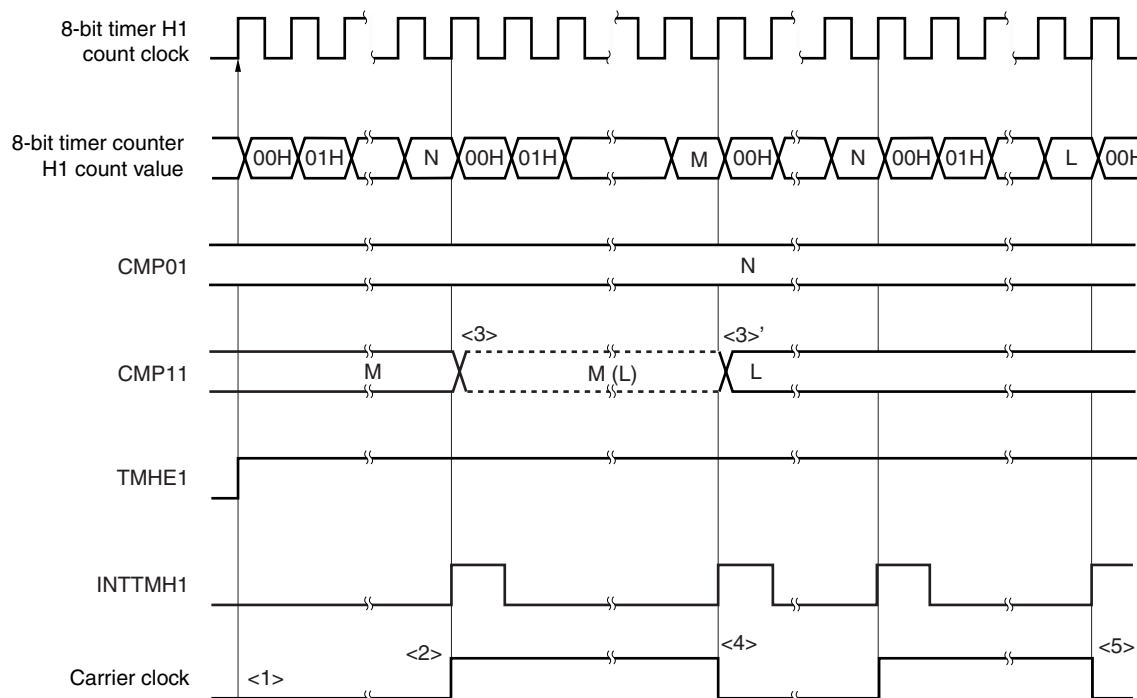 8-bit timer H1
count clock
8-bit timer counter
H1 count value
00H 01H N 00H 01H M 00H N 00H 01H L 00H
CMP01
N
<3> <3>’
CMP11
M M (L) L
TMHE1
INTTMH1
<2> <4> <5>
Carrier clock
<1>